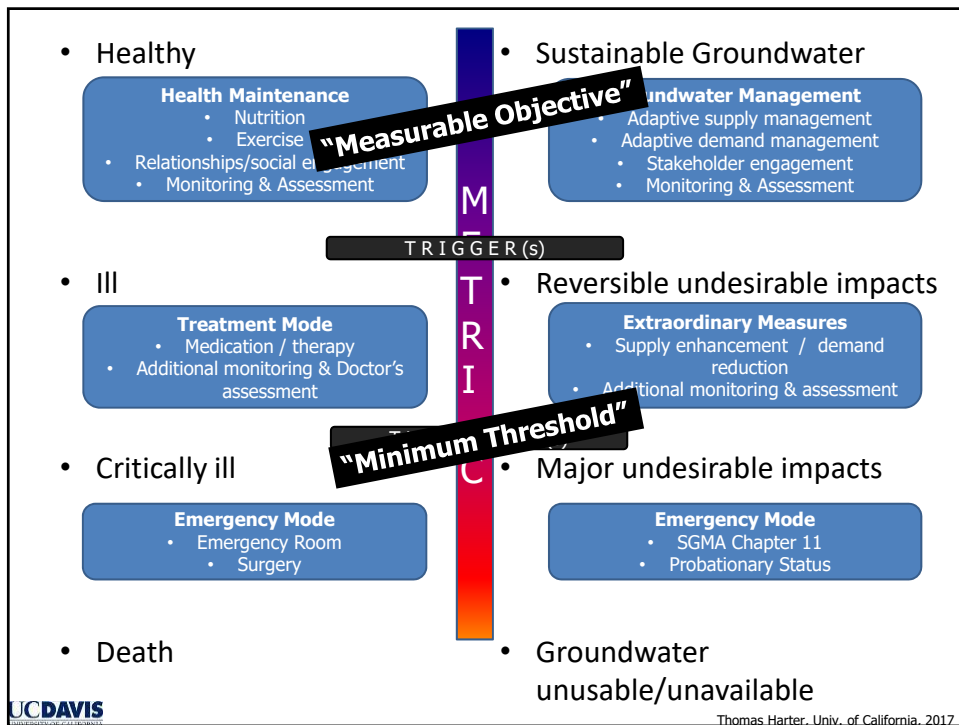 • Healthy
Health Maintenance
• Nutrition
• Exercise
• Relationships/social engagement
• Monitoring & Assessment
• Ill
Treatment Mode
• Medication / therapy
• Additional monitoring & Doctor's
assessment
• Critically ill
Emergency Mode
• Emergency Room
• Surgery
• Death
"Measurable Objective"
METRIC
TRIGGER(s)
"Minimum Threshold"
• Sustainable Groundwater
Groundwater Management
• Adaptive supply management
• Adaptive demand management
• Stakeholder engagement
• Monitoring & Assessment
• Reversible undesirable impacts
Extraordinary Measures
• Supply enhancement / demand
reduction
• Additional monitoring & assessment
• Major undesirable impacts
Emergency Mode
• SGMA Chapter 11
• Probationary Status
• Groundwater
unusable/unavailable
UCDAVIS
UNIVERSITY OF CALIFORNIA
Thomas Harter, Univ. of California, 2017